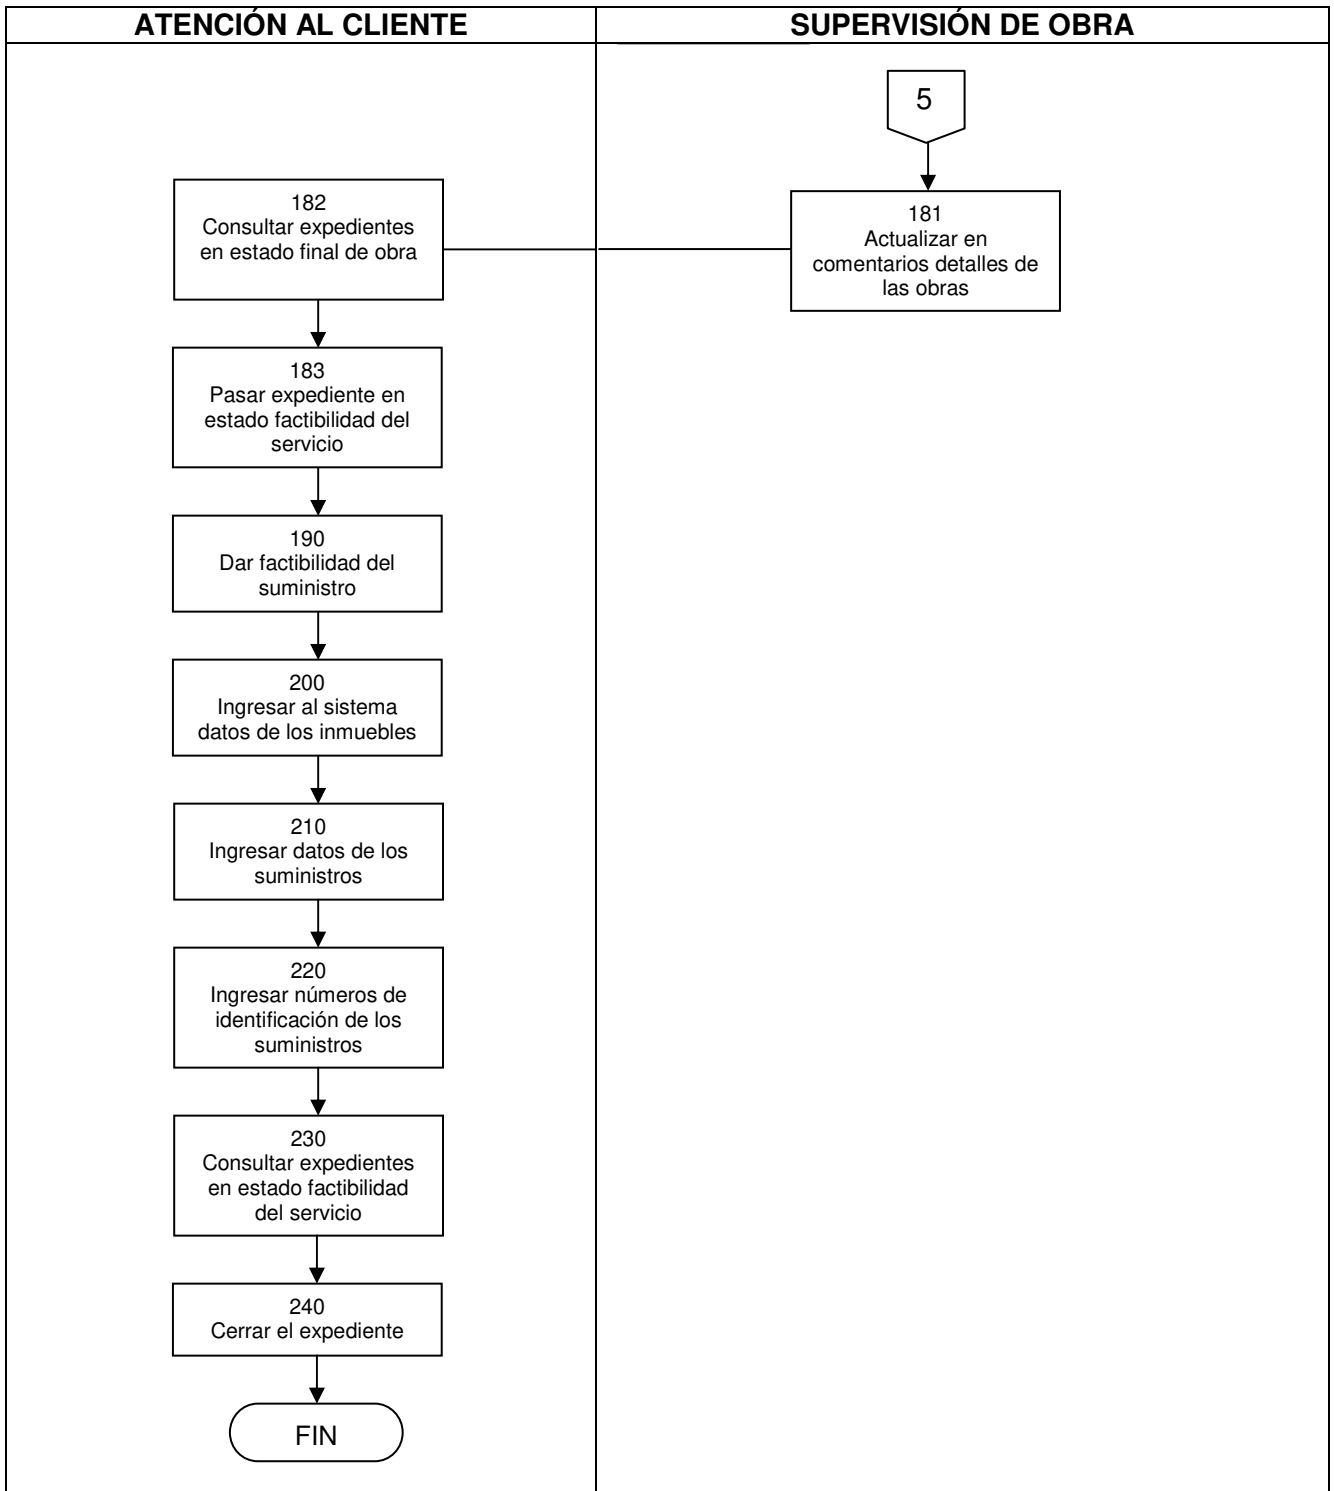 ATENCIÓN AL CLIENTE
SUPERVISIÓN DE OBRA
5
181
Actualizar en
comentarios detalles de
las obras
182
Consultar expedientes
en estado final de obra
183
Pasar expediente en
estado factibilidad del
servicio
190
Dar factibilidad del
suministro
200
Ingresar al sistema
datos de los inmuebles
210
Ingresar datos de los
suministros
220
Ingresar números de
identificación de los
suministros
230
Consultar expedientes
en estado factibilidad
del servicio
240
Cerrar el expediente
FIN